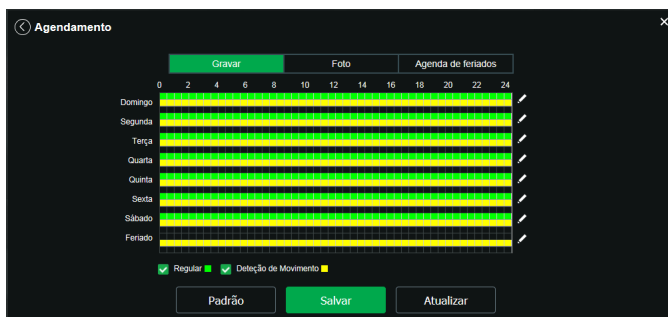 Agendamento
Gravar Foto Agenda de feriados
0 2 4 6 8 10 12 14 16 18 20 22 24
Domingo
Segunda
Terça
Quarta
Quinta
Sexta
Sábado
Feriado
Regular Deteção de Movimento
Padrão Salvar Atualizar